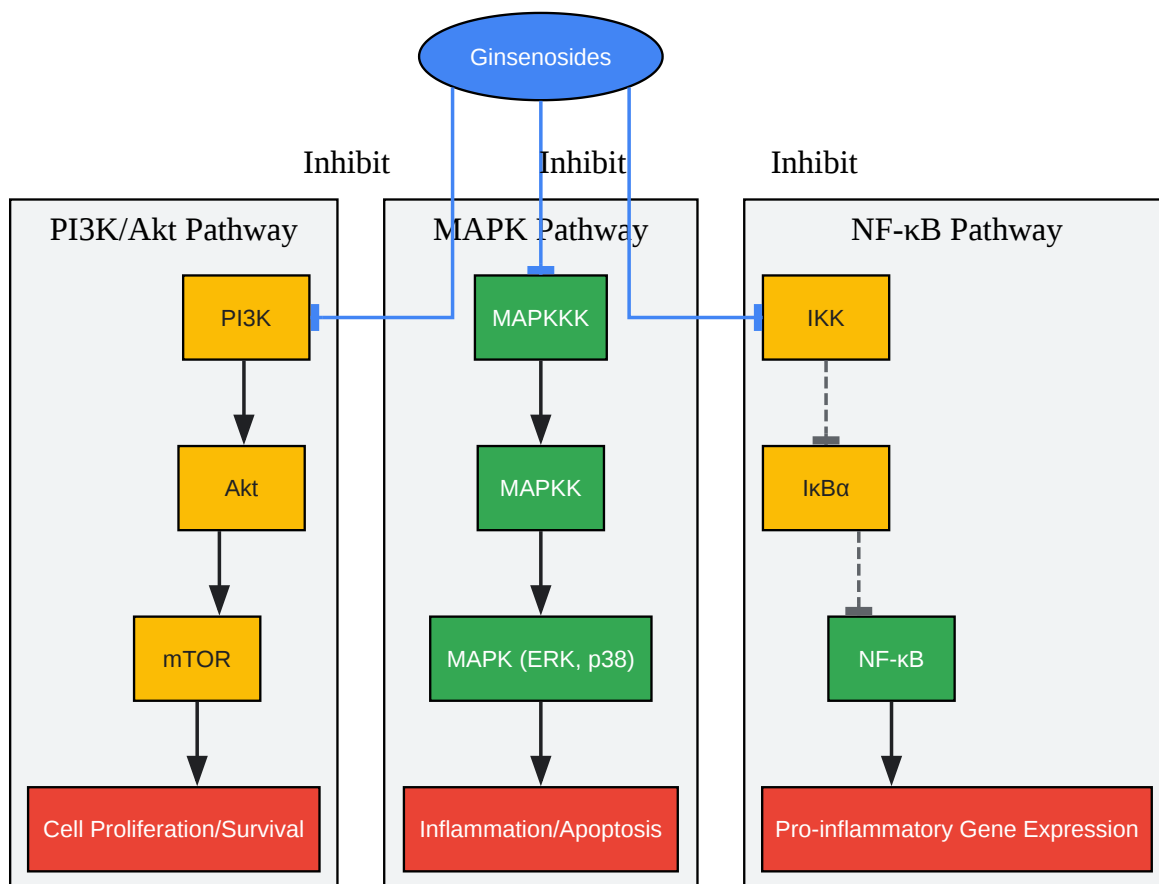 Ginsenosides
Inhibit
Inhibit
Inhibit
PI3K/Akt Pathway
PI3K
Akt
mTOR
Cell Proliferation/Survival
MAPK Pathway
MAPKKK
MAPKK
MAPK (ERK, p38)
Inflammation/Apoptosis
NF-κB Pathway
IKK
IκBα
NF-κB
Pro-inflammatory Gene Expression